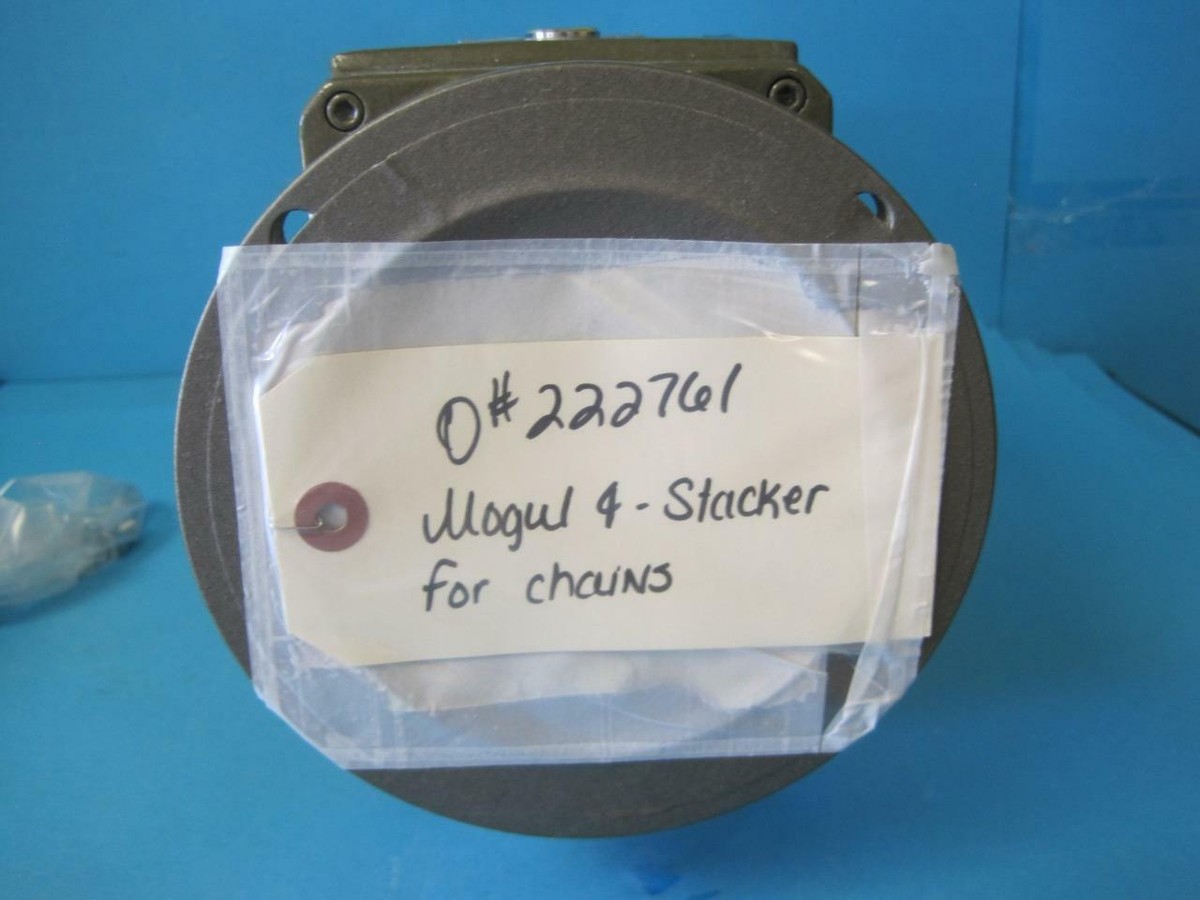 O# 222761
Mogul 4 - Stacker
for chains